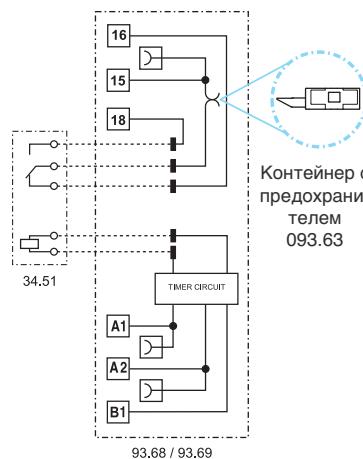 16
15
18
Контейнер с
предохрани
телем
093.63
34.51
TIMER CIRCUIT
A1
A2
B1
93.68 / 93.69